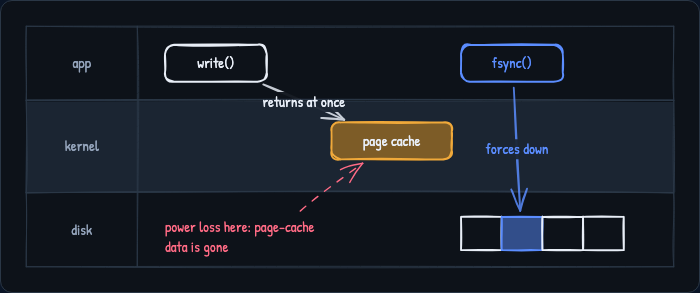 app
write()
fsync()
returns at once
kernel
page cache
forces down
disk
power loss here: page-cache
data is gone